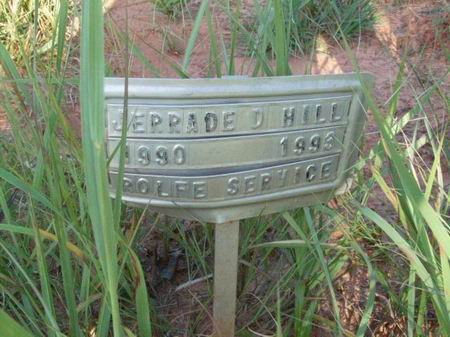 JERRADE D HILL
1990 1993
ROLFE SERVICE